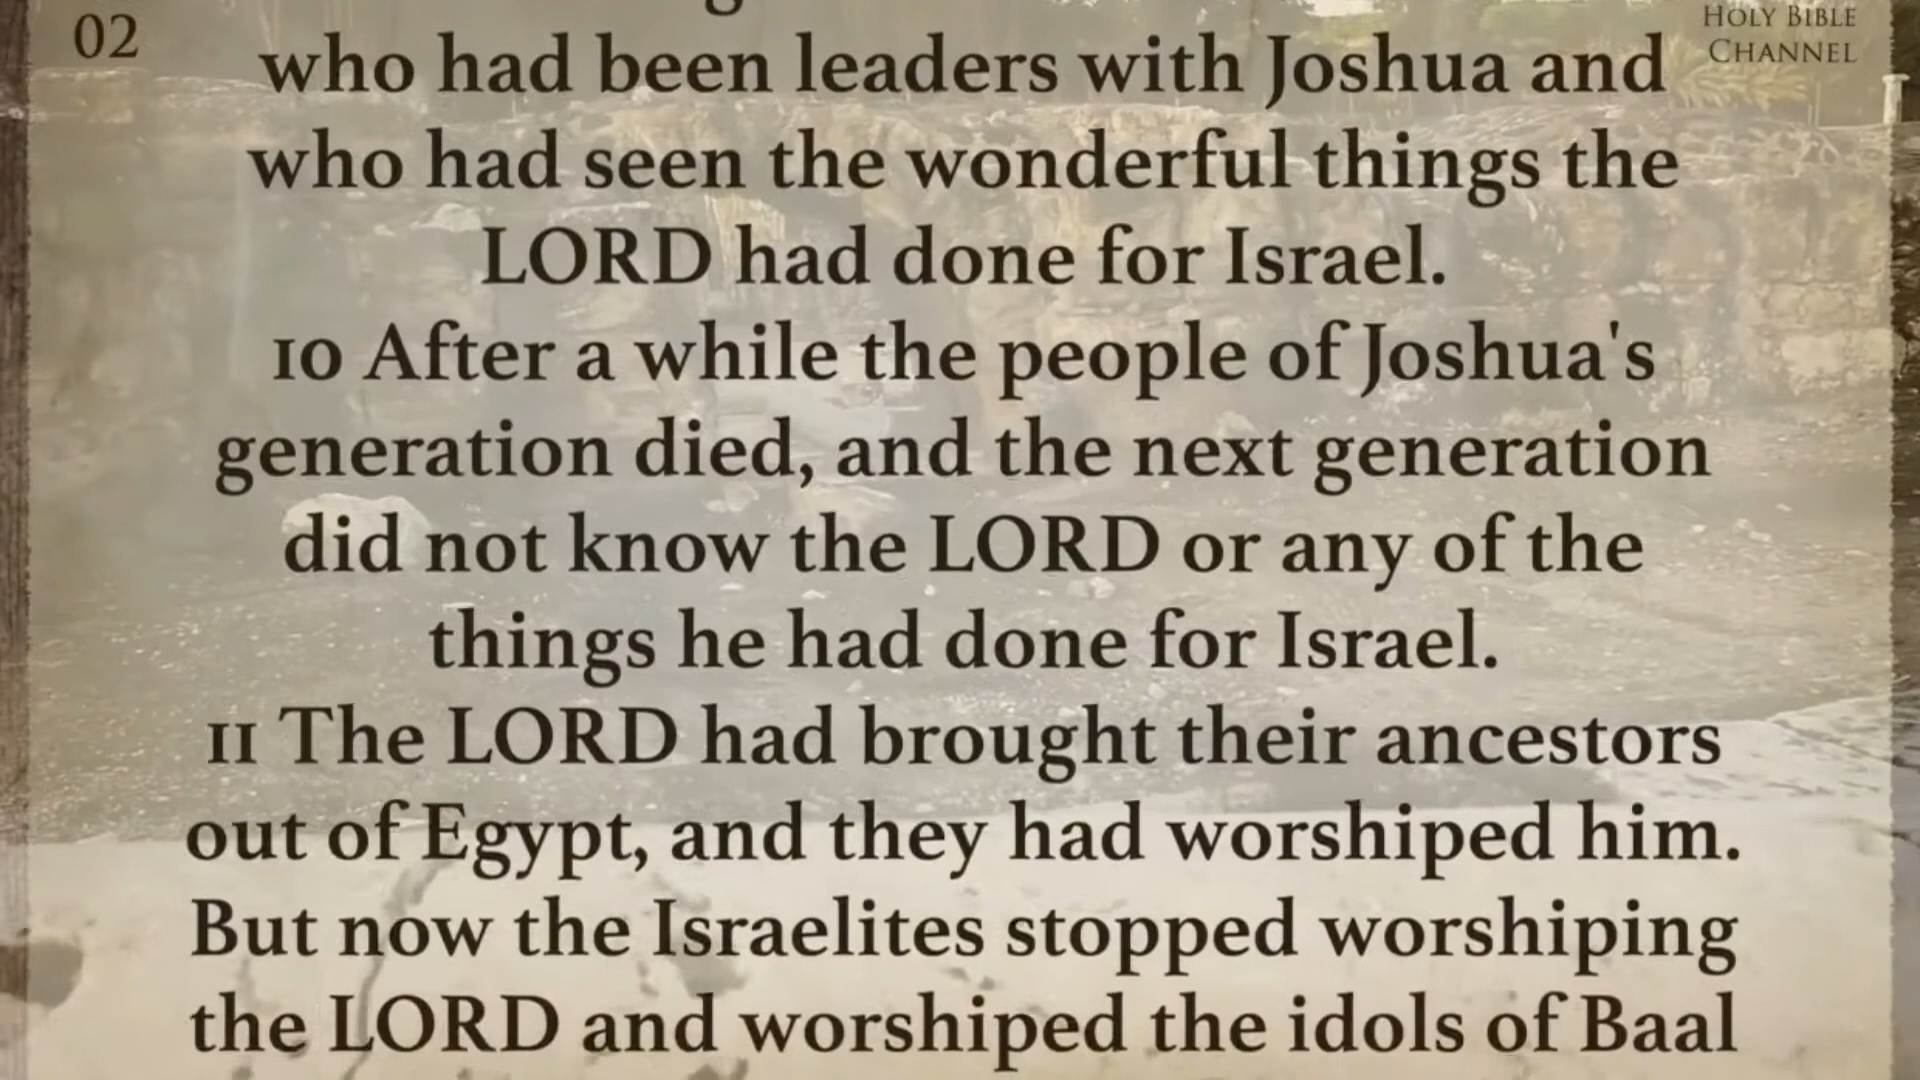 02
HOLY BIBLE
CHANNEL
who had been leaders with Joshua and
who had seen the wonderful things the
LORD had done for Israel.
10 After a while the people of Joshua's
generation died, and the next generation
did not know the LORD or any of the
things he had done for Israel.
11 The LORD had brought their ancestors
out of Egypt, and they had worshiped him.
But now the Israelites stopped worshiping
the LORD and worshiped the idols of Baal